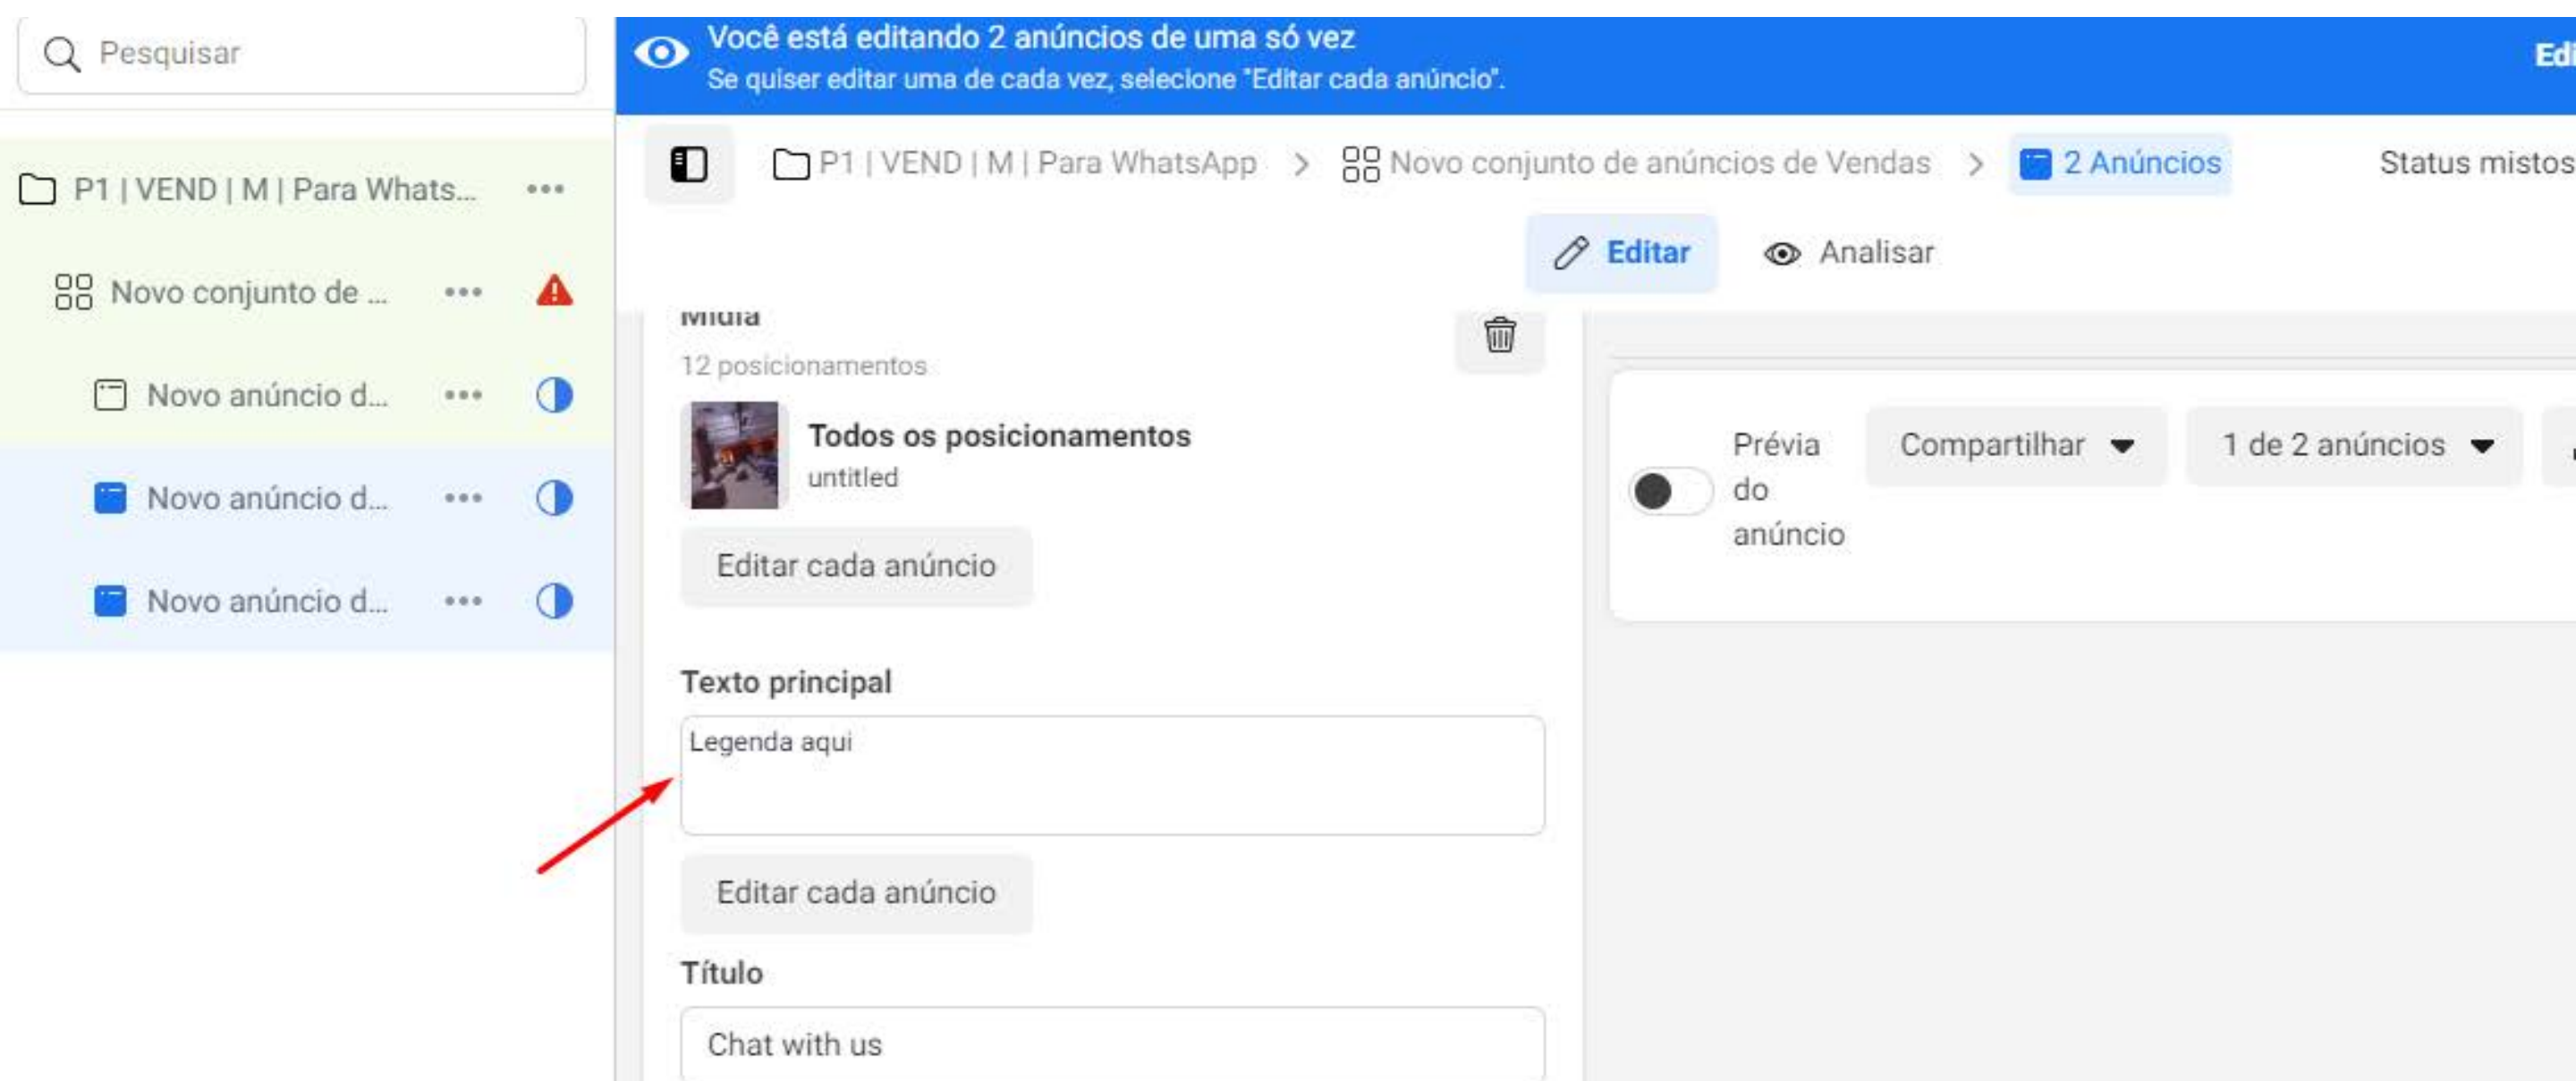 Pesquisar
P1 | VEND | M | Para Whats...
Novo conjunto de ...
Novo anúncio d...
Novo anúncio d...
Novo anúncio d...
Você está editando 2 anúncios de uma só vez
Se quiser editar uma de cada vez, selecione "Editar cada anúncio".
P1 | VEND | M | Para WhatsApp > Novo conjunto de anúncios de Vendas > 2 Anúncios
Status mistos
Editar
Analisar
Mídia
12 posicionamentos
Todos os posicionamentos
untitled
Editar cada anúncio
Texto principal
Legenda aqui
Editar cada anúncio
Título
Chat with us
Prévia
do
anúncio
Compartilhar
1 de 2 anúncios